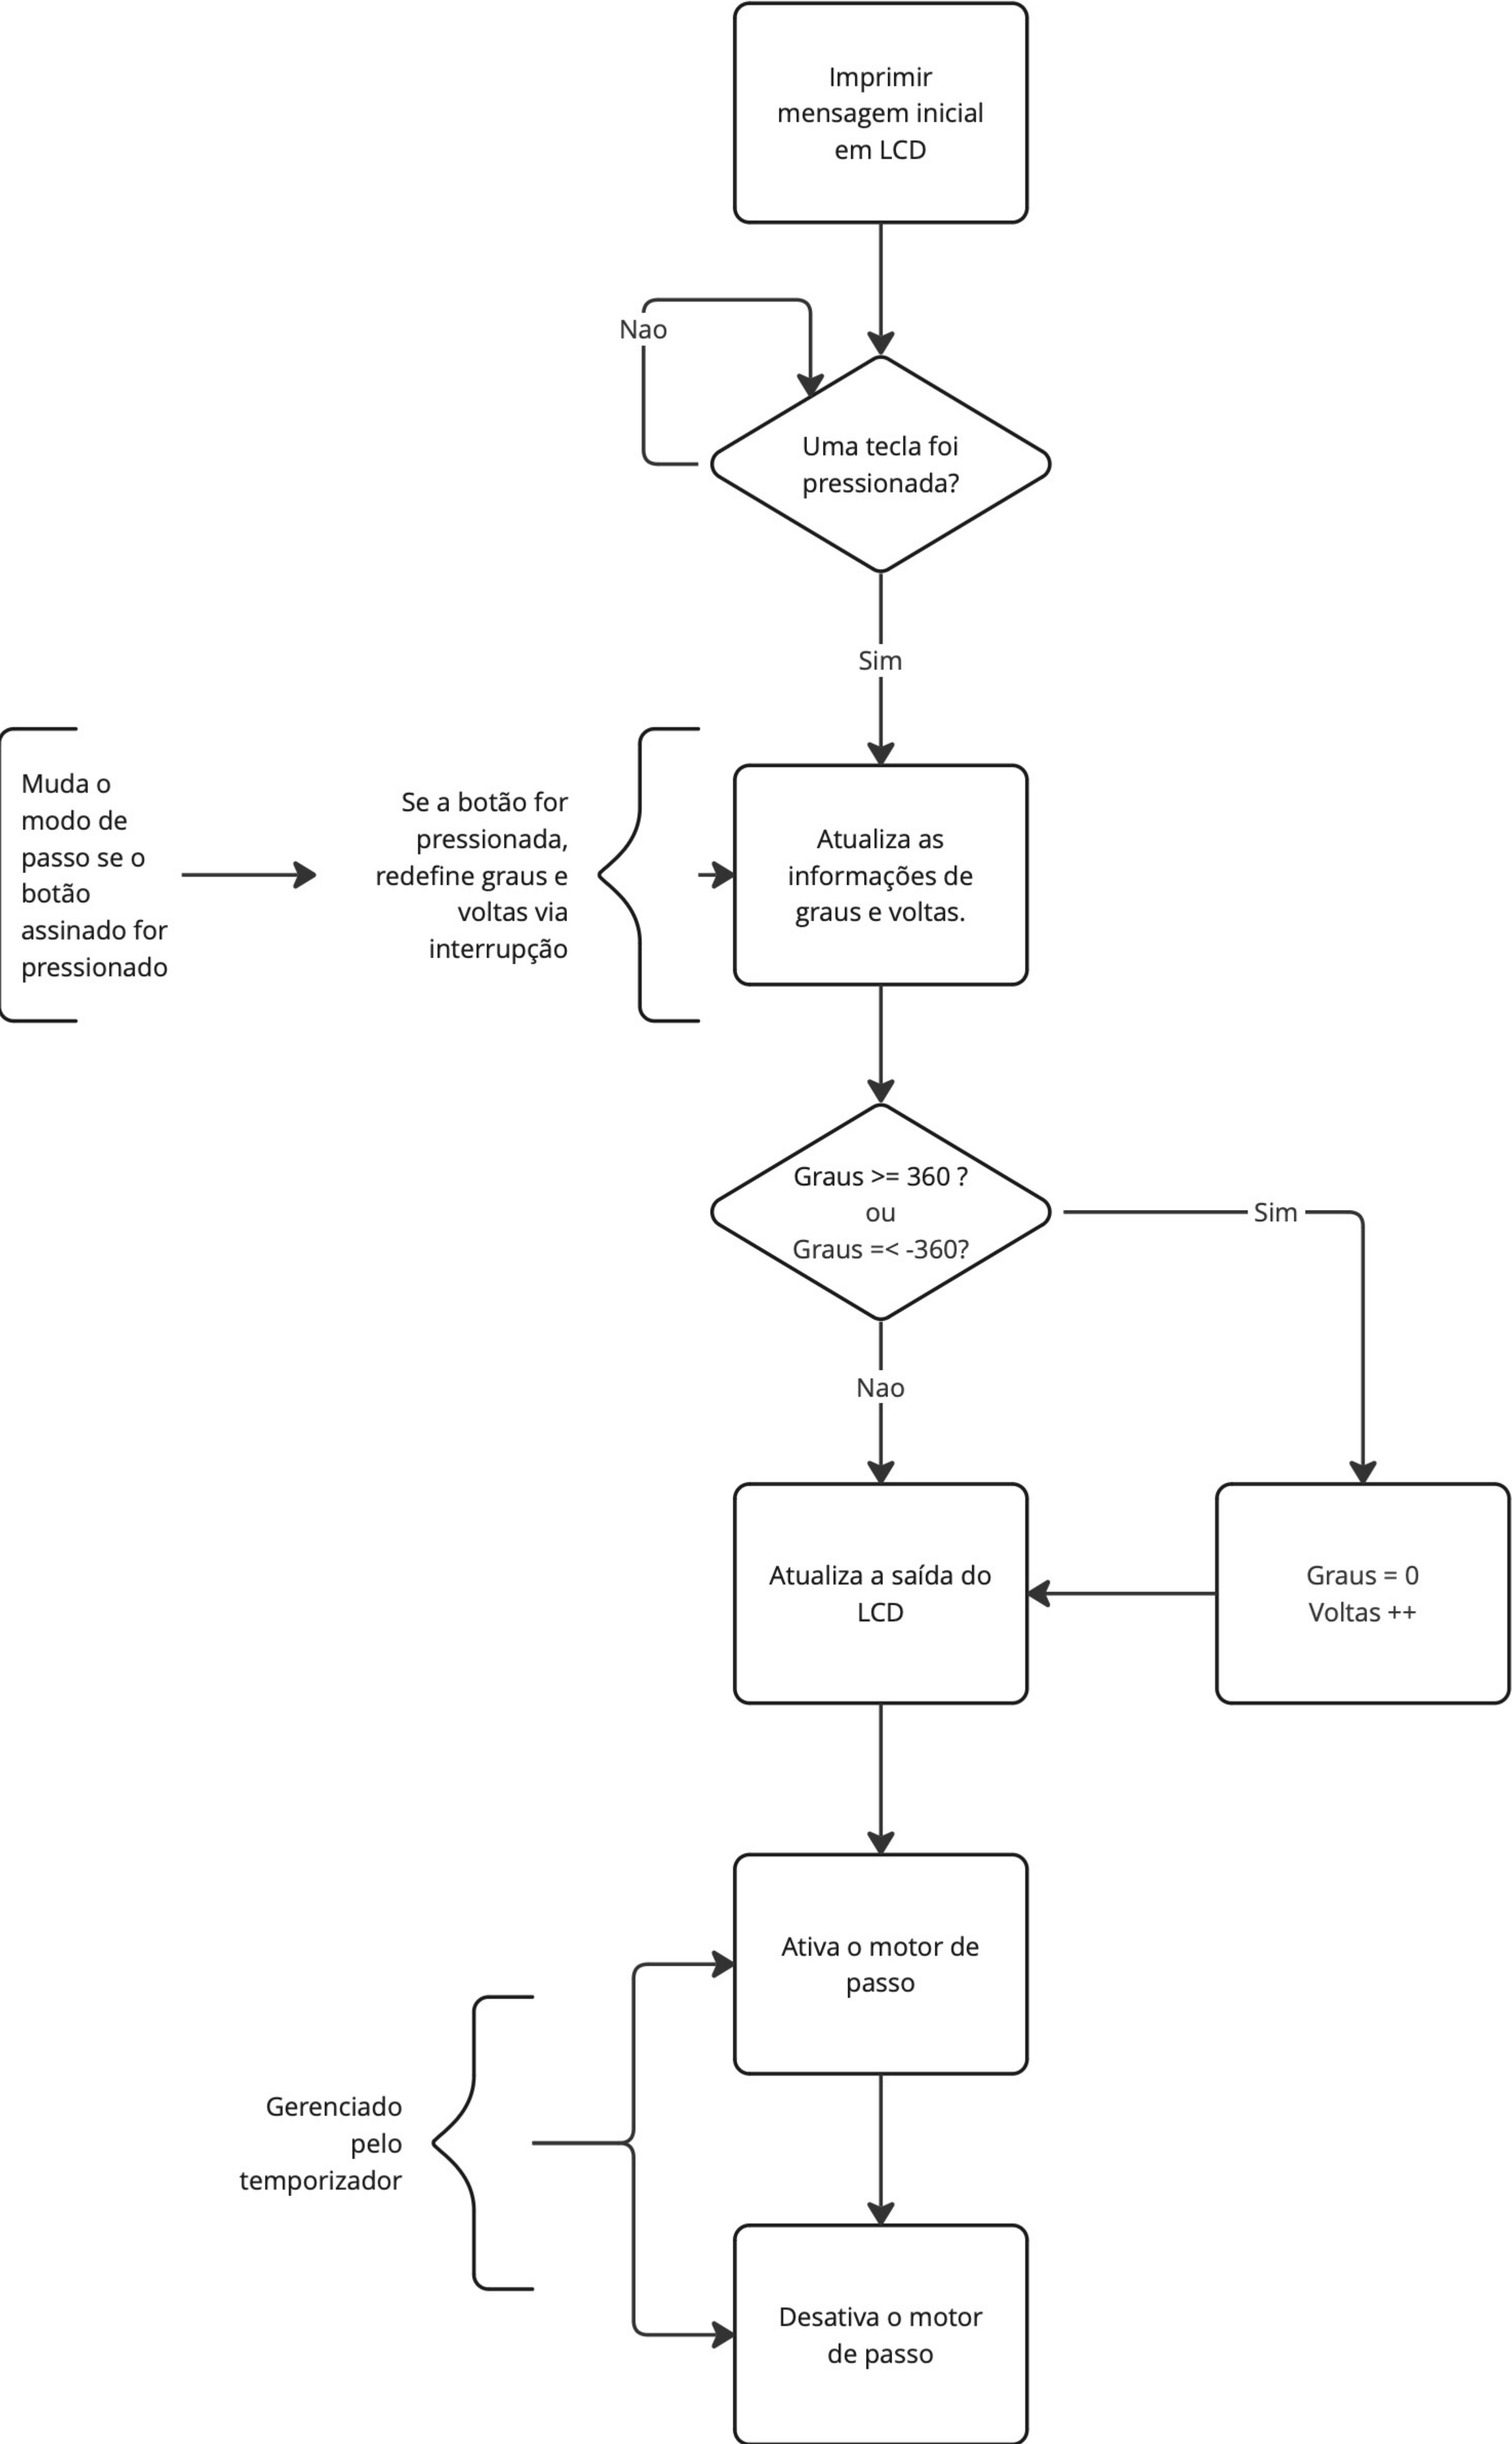 Imprimir
mensagem inicial
em LCD
Nao
Uma tecla foi
pressionada?
Sim
Muda o
modo de
passo se o
botão
assinado for
pressionado
Se a botão for
pressionada,
redefine graus e
voltas via
interrupção
Atualiza as
informações de
graus e voltas.
Graus >= 360 ?
ou
Graus =< -360?
Sim
Nao
Atualiza a saída do
LCD
Graus = 0
Voltas ++
Ativa o motor de
passo
Gerenciado
pelo
temporizador
Desativa o motor
de passo